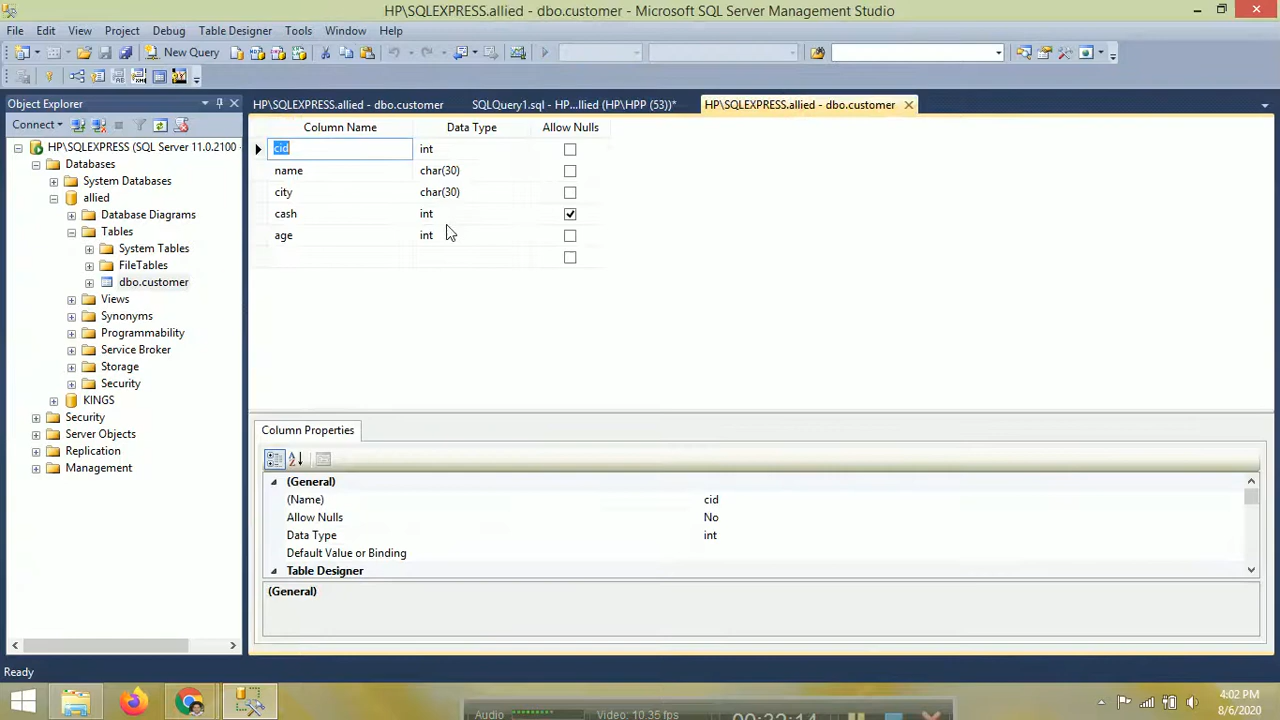 HP\SQLEXPRESS.allied - dbo.customer - Microsoft SQL Server Management Studio
File Edit View Project Debug Table Designer Tools Window Help
New Query
Object Explorer
HP\SQLEXPRESS.allied - dbo.customer
SQLQuery1.sql - HP...llied (HP\HPP (53))*
HP\SQLEXPRESS.allied - dbo.customer
Connect
HP\SQLEXPRESS (SQL Server 11.0.2100 -
Databases
System Databases
allied
Database Diagrams
Tables
System Tables
FileTables
dbo.customer
Views
Synonyms
Programmability
Service Broker
Storage
Security
KINGS
Security
Server Objects
Replication
Management
Column Name Data Type Allow Nulls
cid int
name char(30)
city char(30)
cash int
age int
Column Properties
(General)
(Name) cid
Allow Nulls No
Data Type int
Default Value or Binding
Table Designer
(General)
Ready
4:02 PM
8/6/2020
Audio Video: 10.35 fps 00:32:14